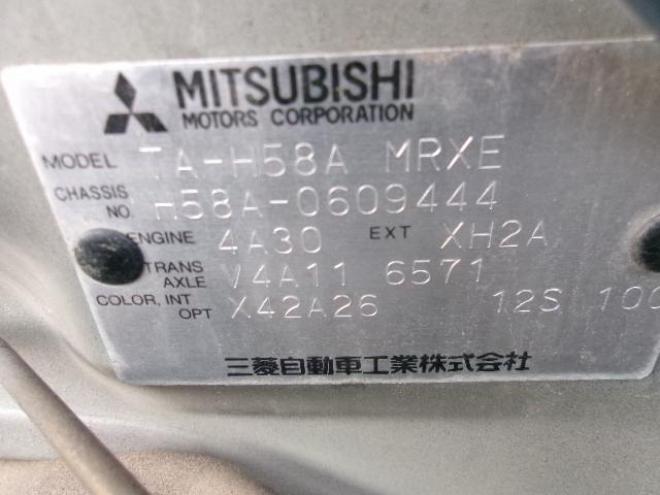 MITSUBISHI
MOTORS CORPORATION
MODEL TA-H58A MRXE
CHASSIS NO. H58A-0609444
ENGINE 4A30 EXT XH2A
TRANS AXLE V4A11 6571
COLOR, INT OPT X42A26 12S 100
三菱自動車工業株式会社